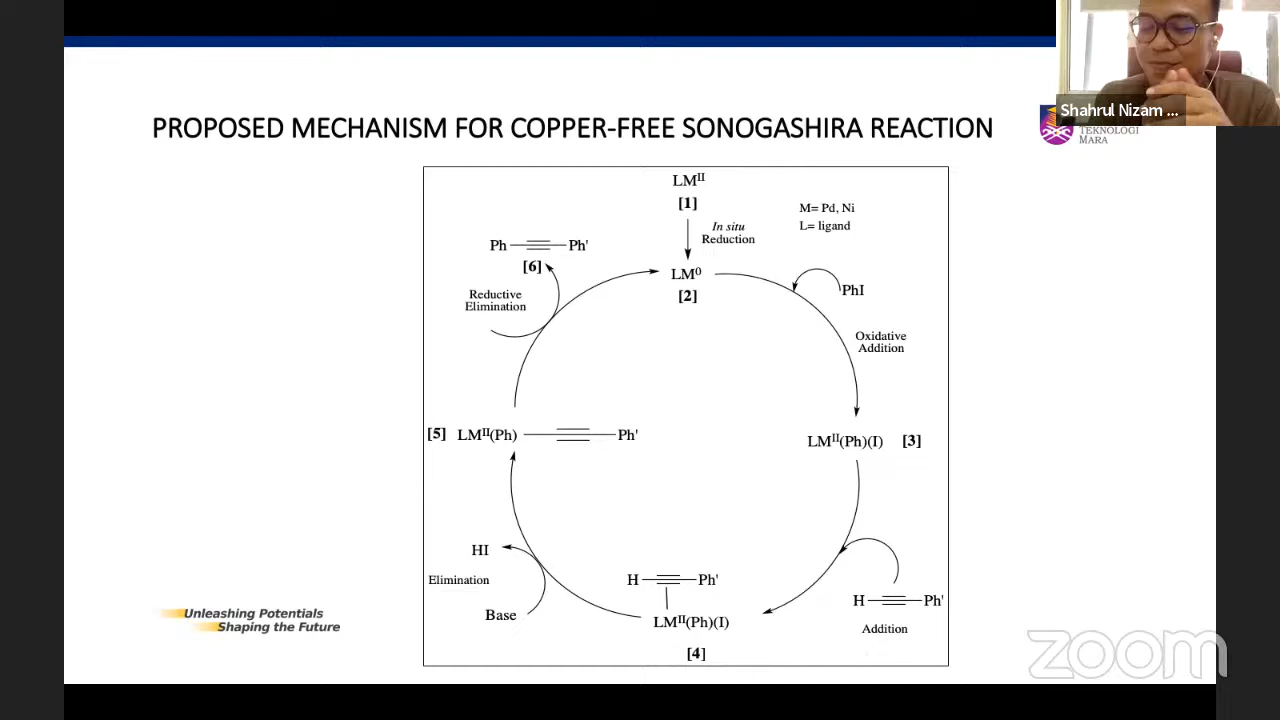 Shahrul Nizam ...
PROPOSED MECHANISM FOR COPPER-FREE SONOGASHIRA REACTION
TEKNOLOGI
MARA
LMII
[1]
In situ
Reduction
M= Pd, Ni
L= ligand
Ph Ph'
[6]
LM0
[2]
PhI
Reductive
Elimination
Oxidative
Addition
[5] LMII(Ph) Ph'
LMII(Ph)(I) [3]
HI
Elimination
Base
H Ph'
LMII(Ph)(I)
[4]
H Ph'
Addition
Unleashing Potentials
Shaping the Future
zoom